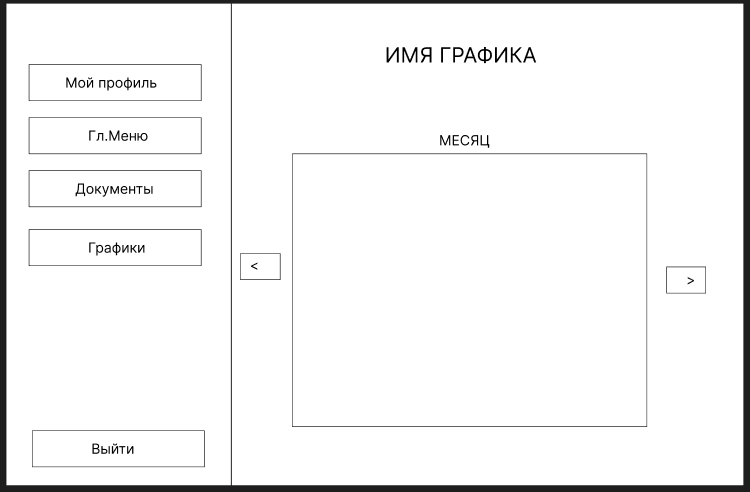 Мой профиль
Гл.Меню
Документы
Графики
Выйти
ИМЯ ГРАФИКА
МЕСЯЦ
<
>